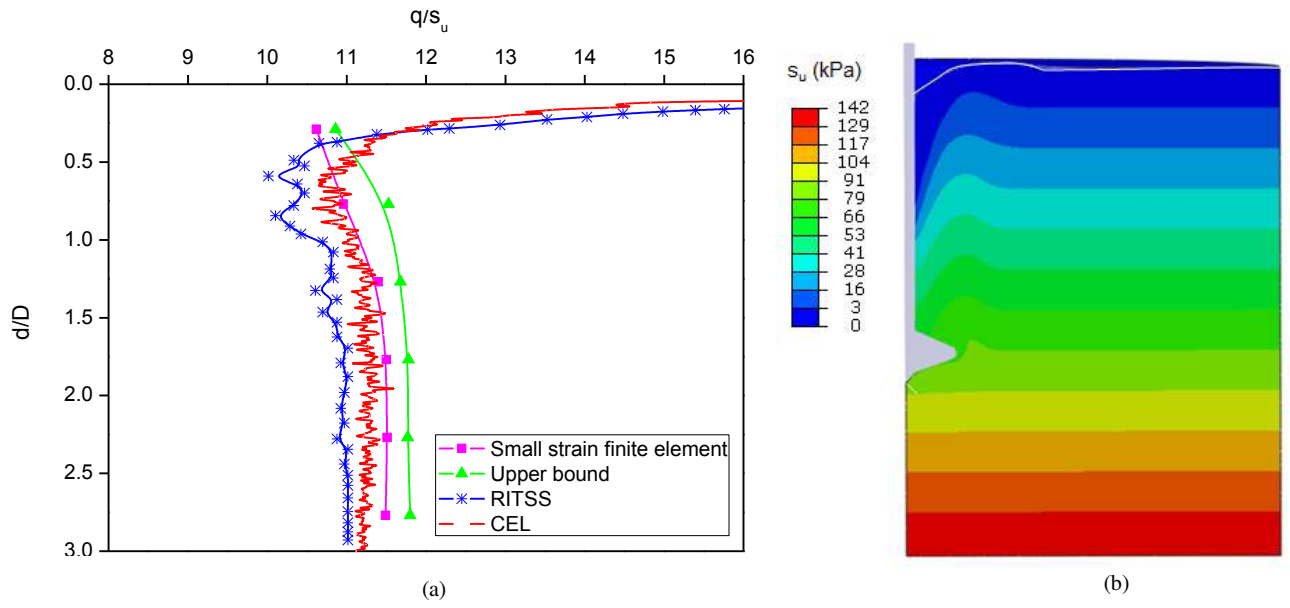 q/s_u
8 9 10 11 12 13 14 15 16
0.0
0.5
1.0
1.5
2.0
2.5
3.0
d/D
Small strain finite element
Upper bound
RITSS
CEL
(a)
s_u (kPa)
142
129
117
104
91
79
66
53
41
28
16
3
0
(b)